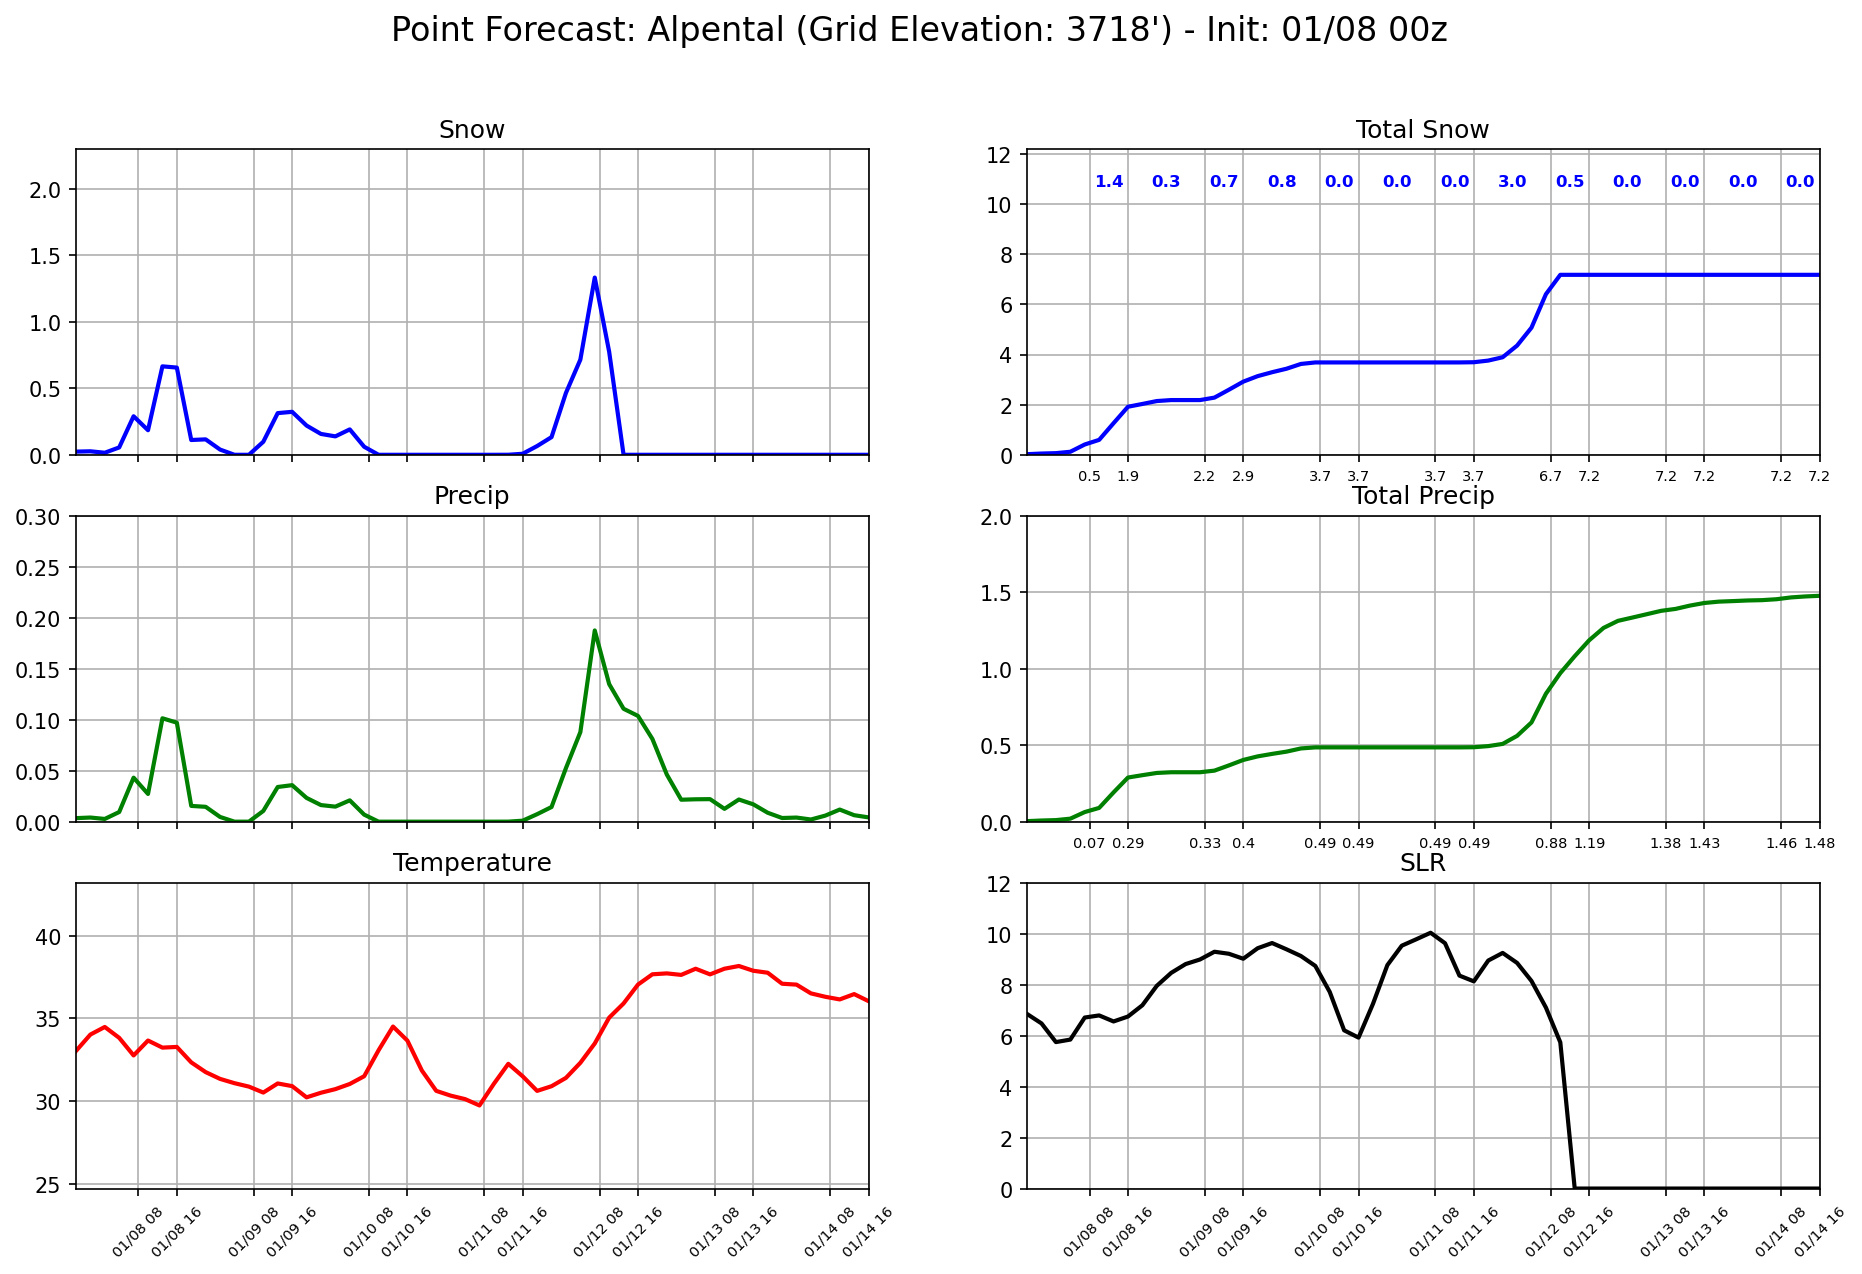 Point Forecast: Alpental (Grid Elevation: 3718') - Init: 01/08 00z
Snow
2.0
1.5
1.0
0.5
0.0
Total Snow
12
10
8
6
4
2
0
1.4 0.3 0.7 0.8 0.0 0.0 0.0 3.0 0.5 0.0 0.0 0.0 0.0
0.5 1.9 2.2 2.9 3.7 3.7 3.7 3.7 6.7 7.2 7.2 7.2 7.2 7.2
Precip
0.30
0.25
0.20
0.15
0.10
0.05
0.00
Total Precip
2.0
1.5
1.0
0.5
0.0
0.07 0.29 0.33 0.4 0.49 0.49 0.49 0.49 0.88 1.19 1.38 1.43 1.46 1.48
Temperature
40
35
30
25
01/08 08 01/08 16 01/09 08 01/09 16 01/10 08 01/10 16 01/11 08 01/11 16 01/12 08 01/12 16 01/13 08 01/13 16 01/14 08 01/14 16
SLR
12
10
8
6
4
2
0
01/08 08 01/08 16 01/09 08 01/09 16 01/10 08 01/10 16 01/11 08 01/11 16 01/12 08 01/12 16 01/13 08 01/13 16 01/14 08 01/14 16